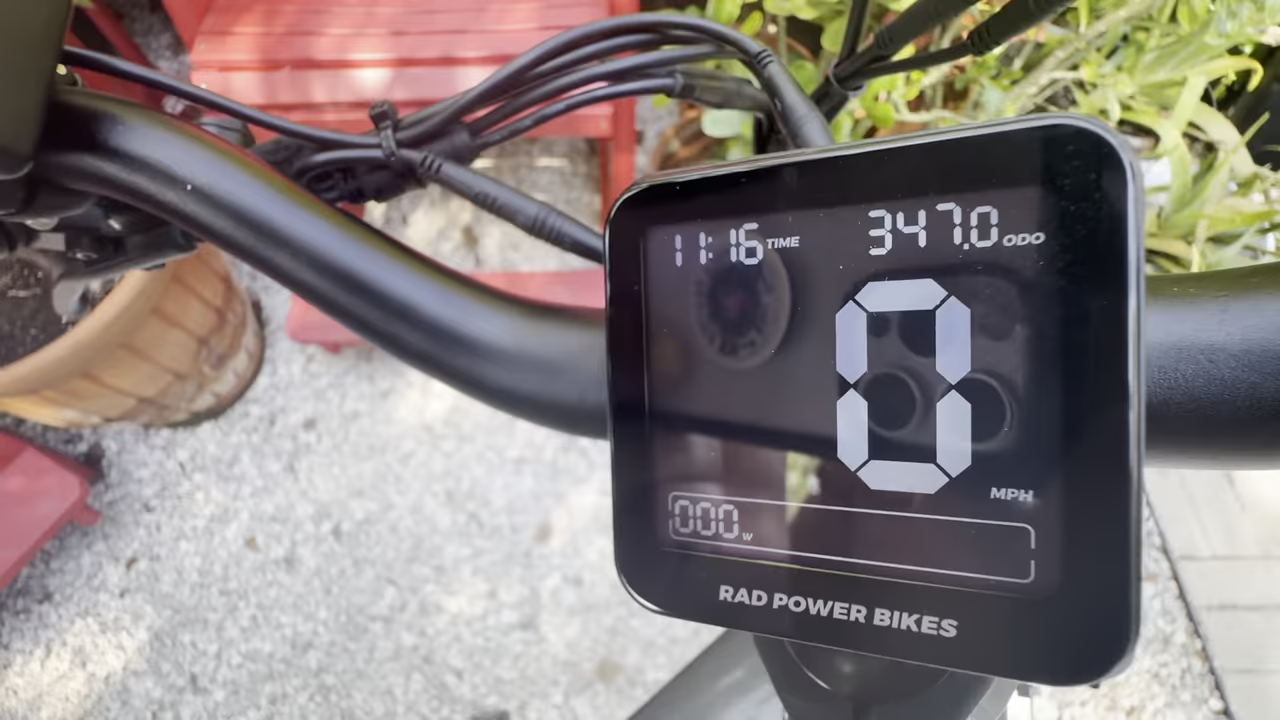 11:16 TIME 347.0 ODO
0
MPH
000 W
RAD POWER BIKES